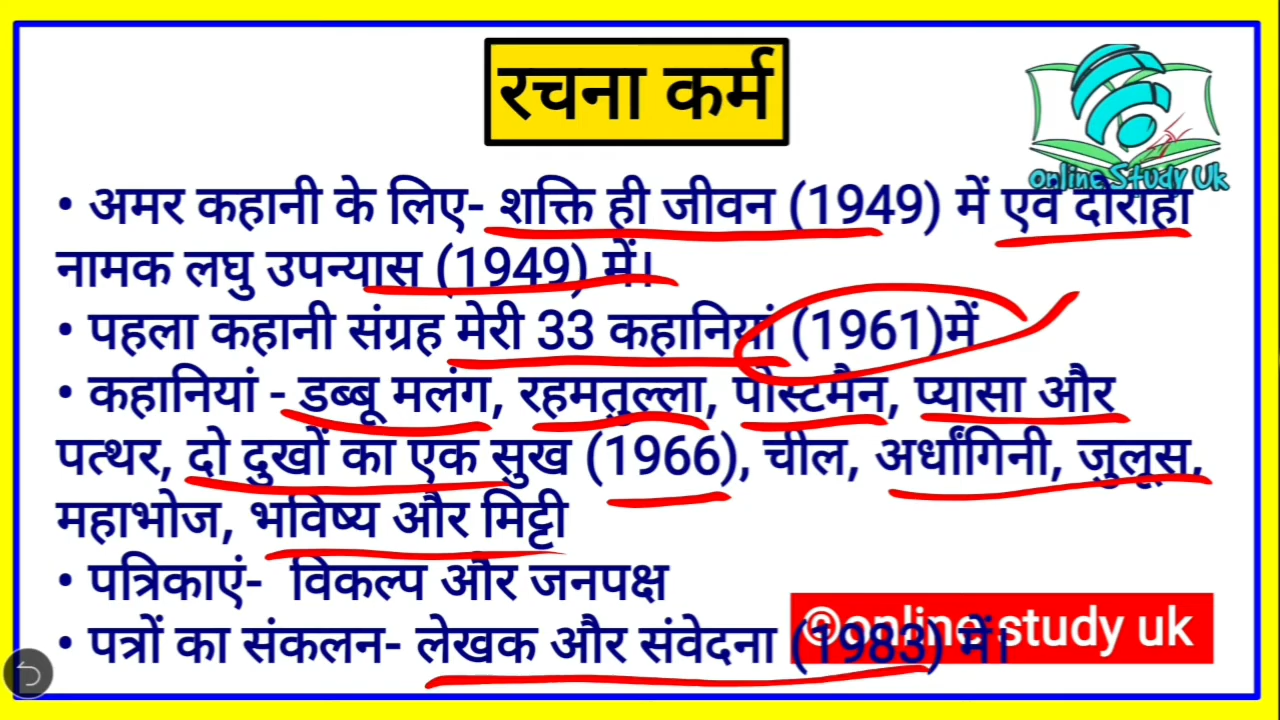 रचना कर्म
Online Study Uk
• अमर कहानी के लिए- शक्ति ही जीवन (1949) में एवं दोराहा
नामक लघु उपन्यास (1949) में।
• पहला कहानी संग्रह मेरी 33 कहानियां (1961)में
• कहानियां - डब्बू मलंग, रहमतुल्ला, पोस्टमैन, प्यासा और
पत्थर, दो दुखों का एक सुख (1966), चील, अर्धांगिनी, जुलूस,
महाभोज, भविष्य और मिट्टी
• पत्रिकाएं- विकल्प और जनपक्ष
• पत्रों का संकलन- लेखक और संवेदना (1983) में।
©online study uk